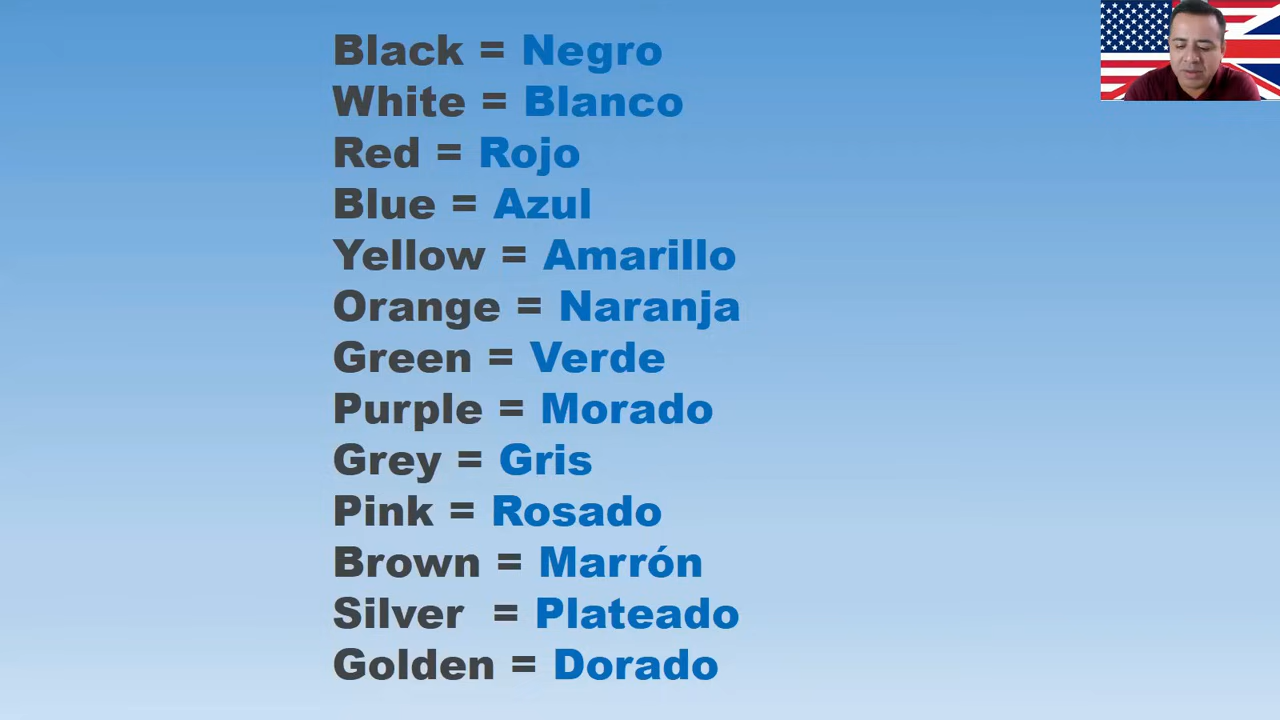 Black = Negro
White = Blanco
Red = Rojo
Blue = Azul
Yellow = Amarillo
Orange = Naranja
Green = Verde
Purple = Morado
Grey = Gris
Pink = Rosado
Brown = Marrón
Silver = Plateado
Golden = Dorado